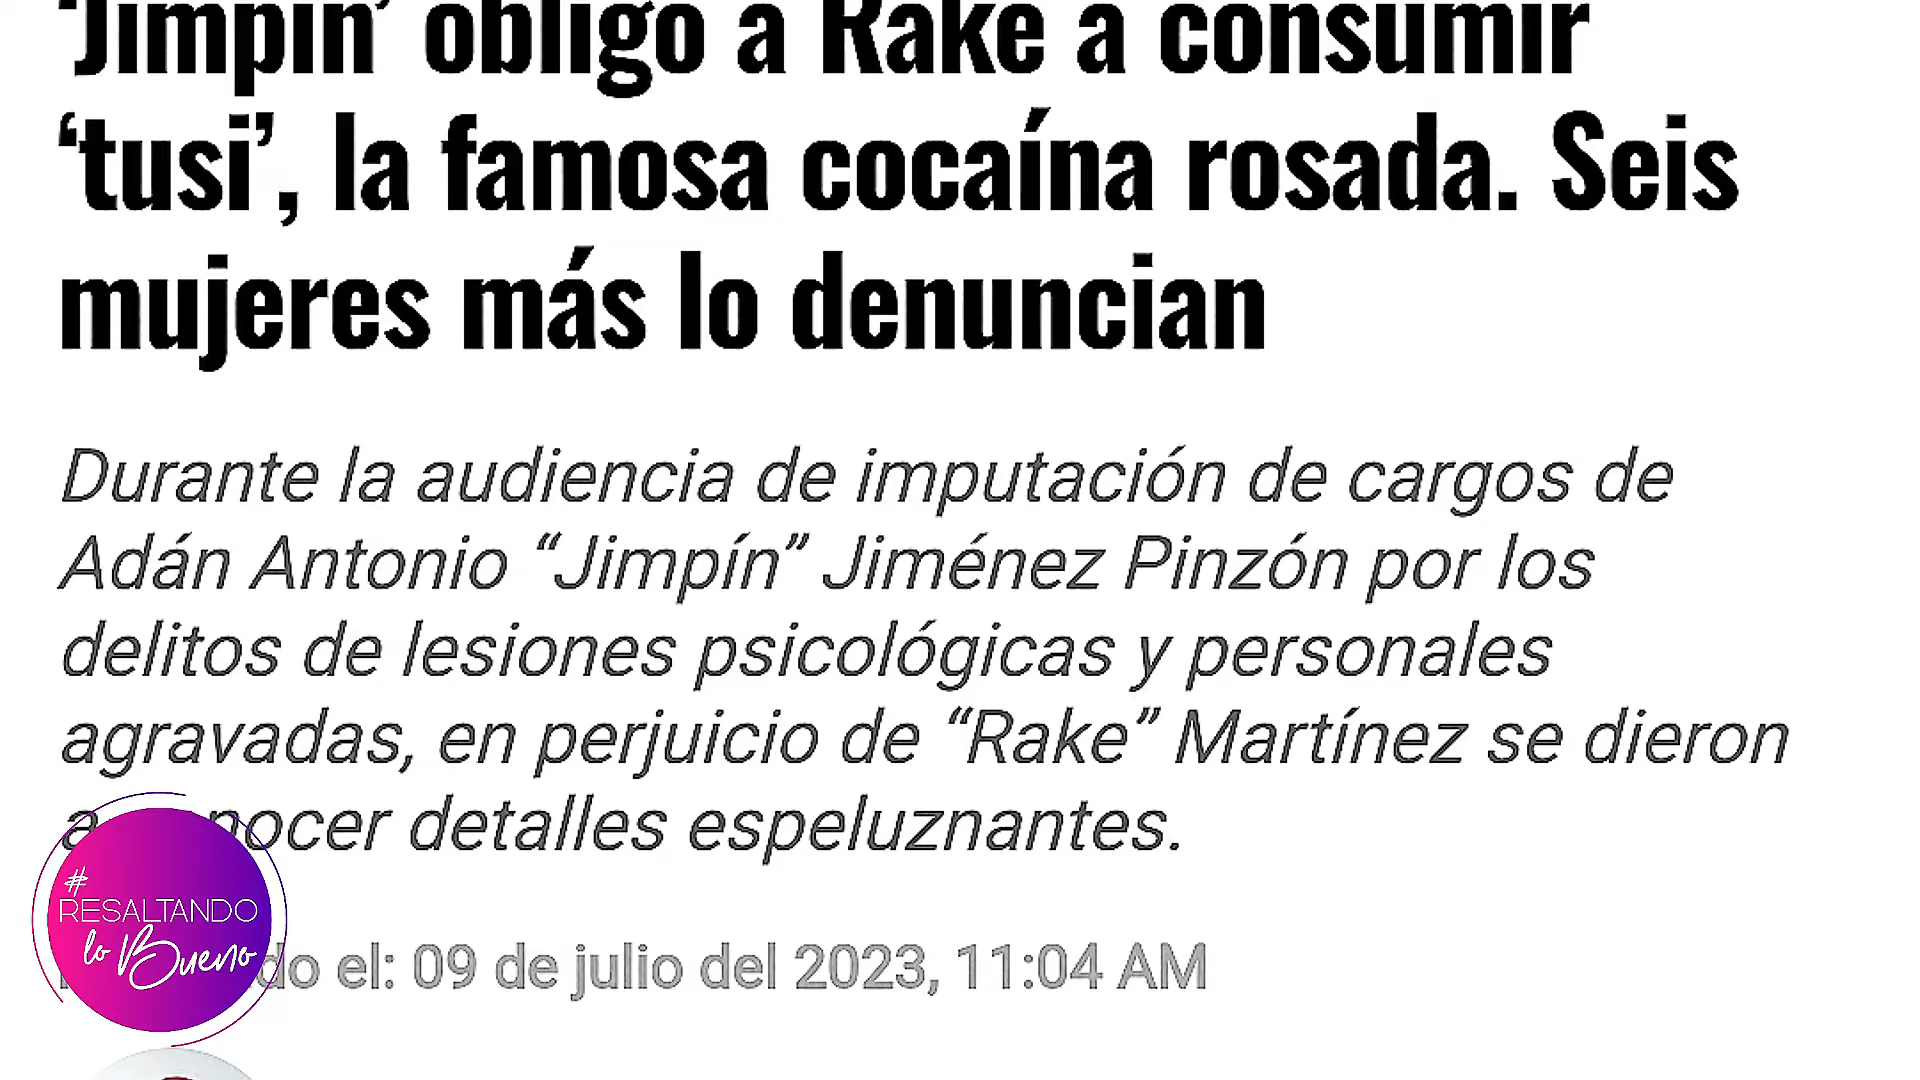 ‘Jimpín’ obligó a Rake a consumir
‘tusi’, la famosa cocaína rosada. Seis
mujeres más lo denuncian
Durante la audiencia de imputación de cargos de
Adán Antonio “Jimpín” Jiménez Pinzón por los
delitos de lesiones psicológicas y personales
agravadas, en perjuicio de “Rake” Martínez se dieron
a nocer detalles espeluznantes.
#
RESALTANDO
lo Bueno
do el: 09 de julio del 2023, 11:04 AM